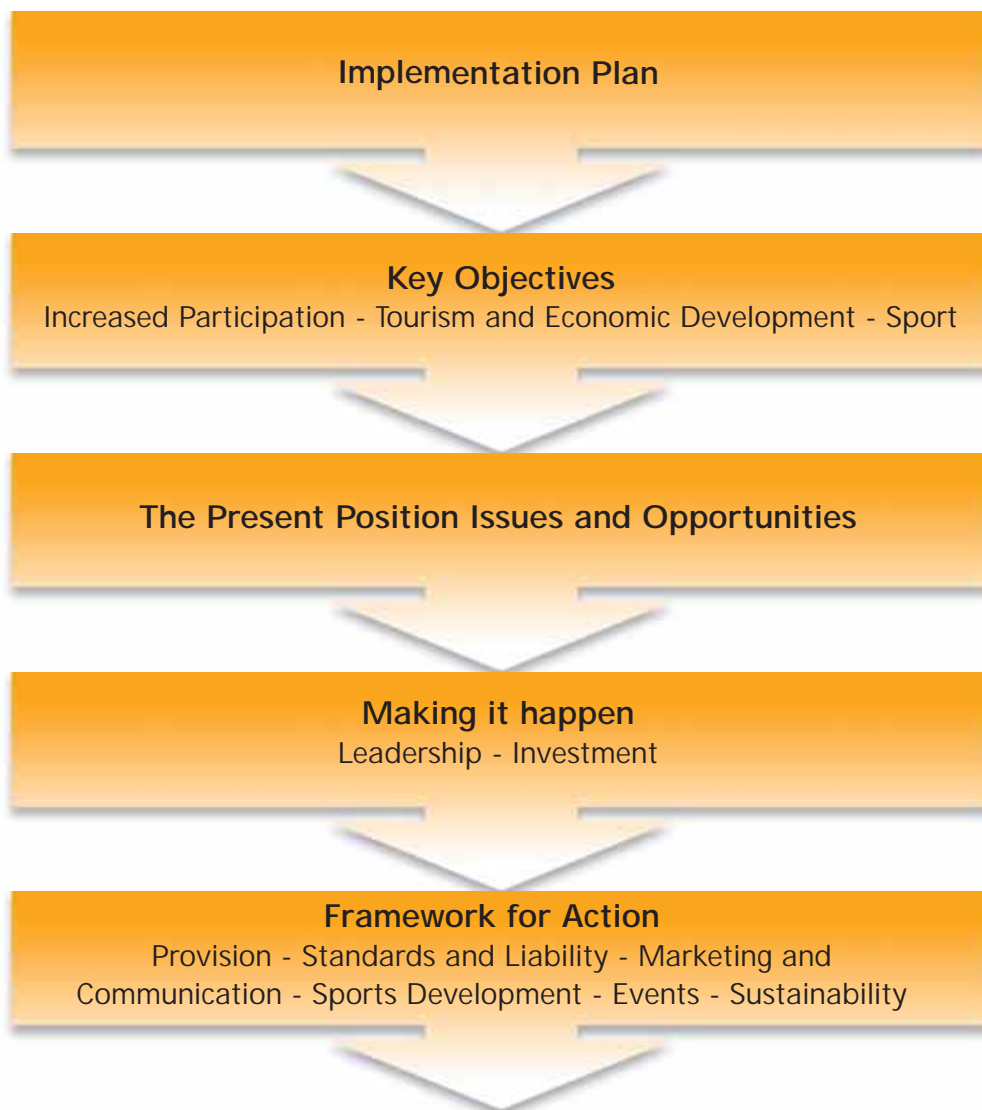 Implementation Plan
Key Objectives
Increased Participation - Tourism and Economic Development - Sport
The Present Position Issues and Opportunities
Making it happen
Leadership - Investment
Framework for Action
Provision - Standards and Liability - Marketing and
Communication - Sports Development - Events - Sustainability